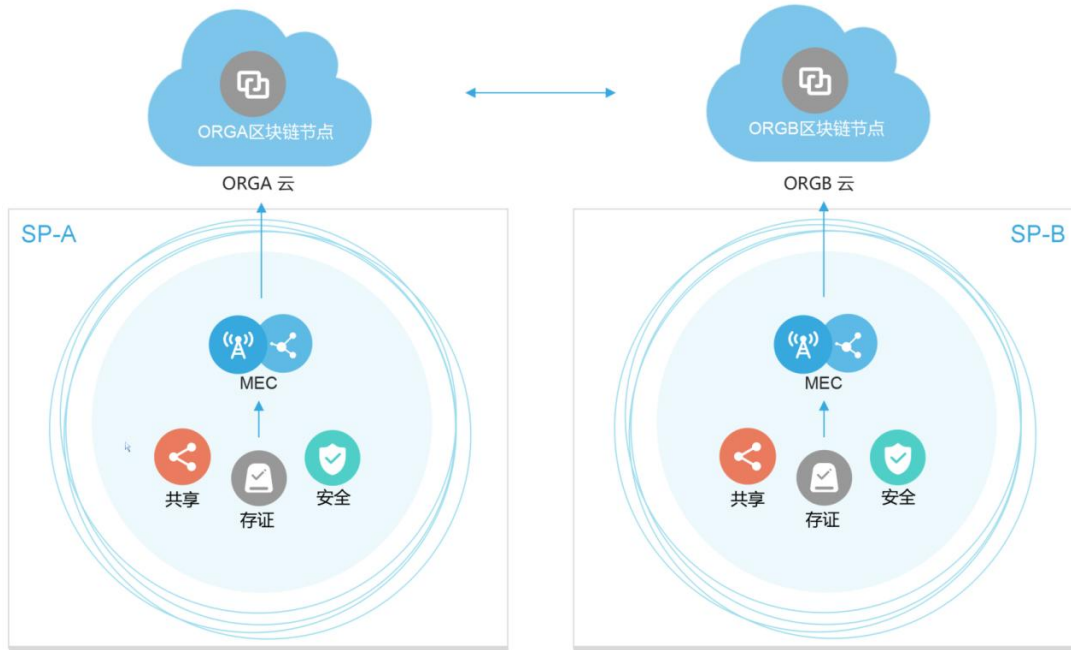 ORGA区块链节点
ORGB区块链节点
ORGA 云
ORGB 云
SP-A
SP-B
MEC
MEC
共享
存证
安全
共享
存证
安全